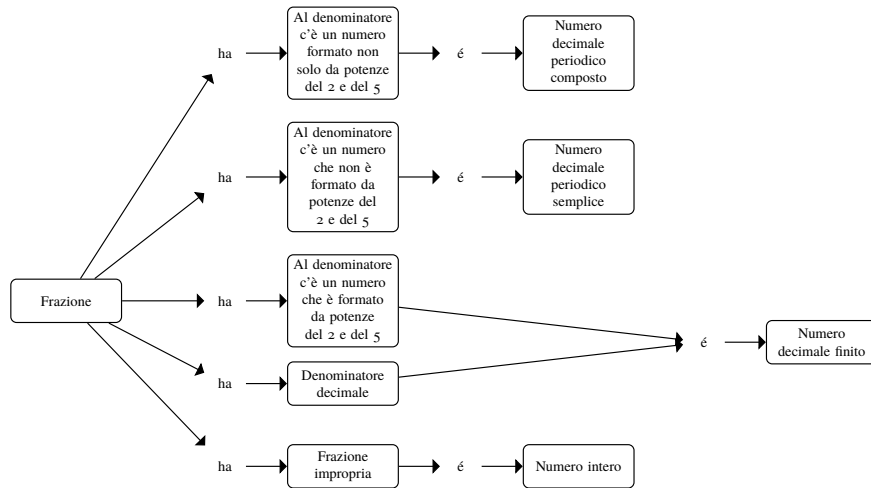 ha
Al denominatore
c'è un numero
formato non
solo da potenze
del 2 e del 5
é
Numero
decimale
periodico
composto
ha
Al denominatore
c'è un numero
che non è
formato da
potenze del
2 e del 5
é
Numero
decimale
periodico
semplice
Frazione
ha
Al denominatore
c'è un numero
che è formato
da potenze
del 2 e del 5
é
Numero
decimale finito
ha
Denominatore
decimale
ha
Frazione
impropria
é
Numero intero